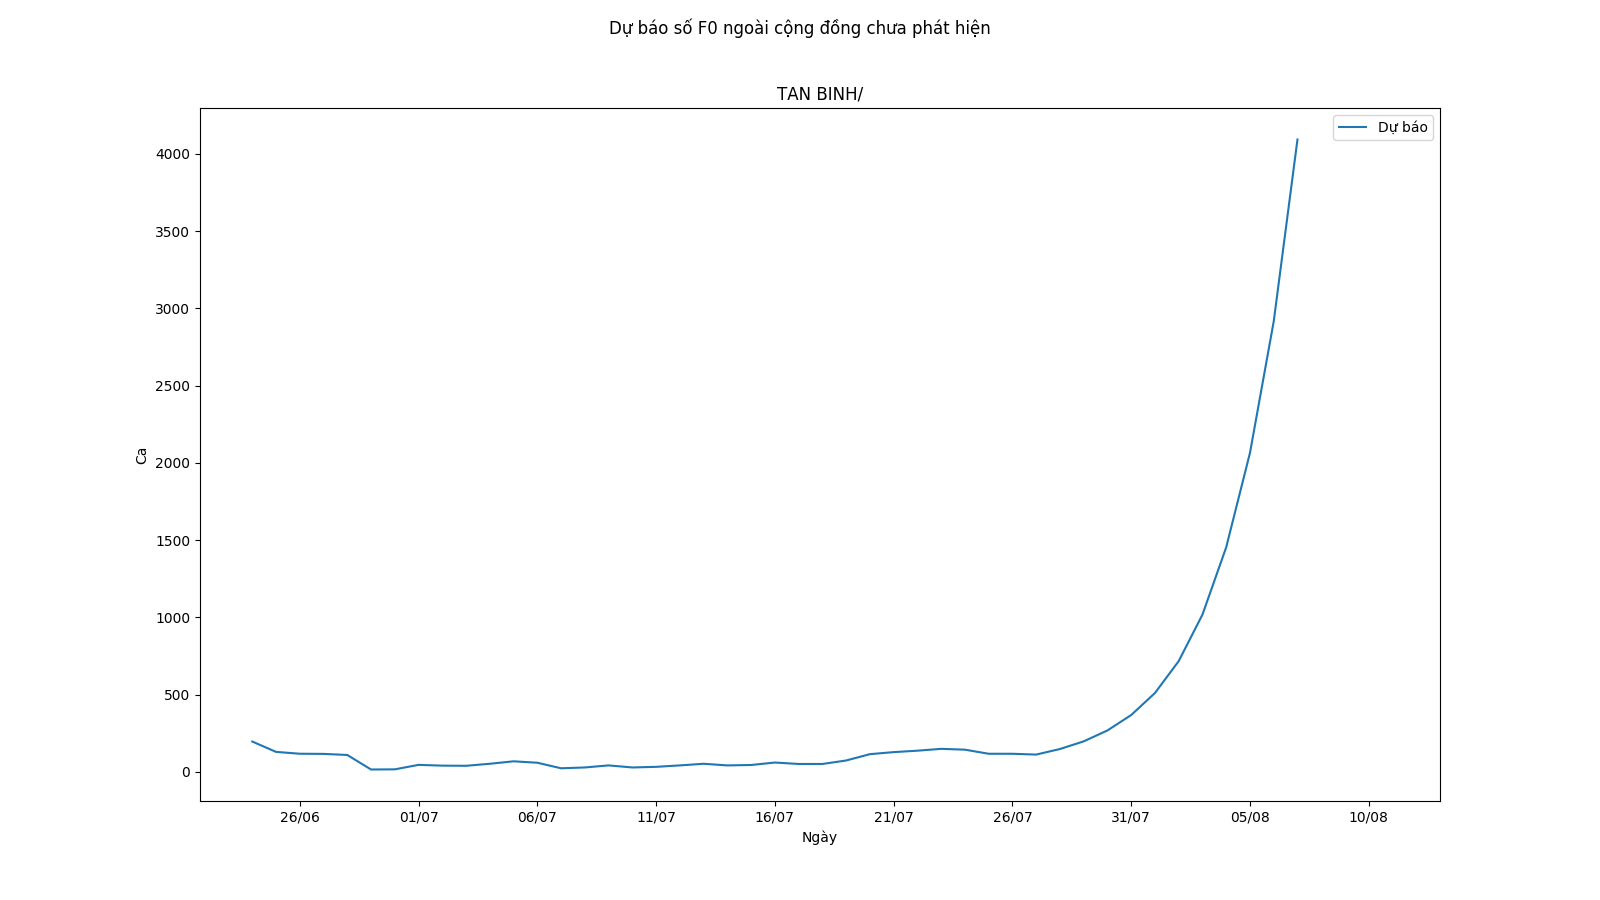 Dự báo số F0 ngoài cộng đồng chưa phát hiện
TAN BINH/
Dự báo
4000
3500
3000
2500
2000
1500
1000
500
0
Ca
26/06 01/07 06/07 11/07 16/07 21/07 26/07 31/07 05/08 10/08
Ngày